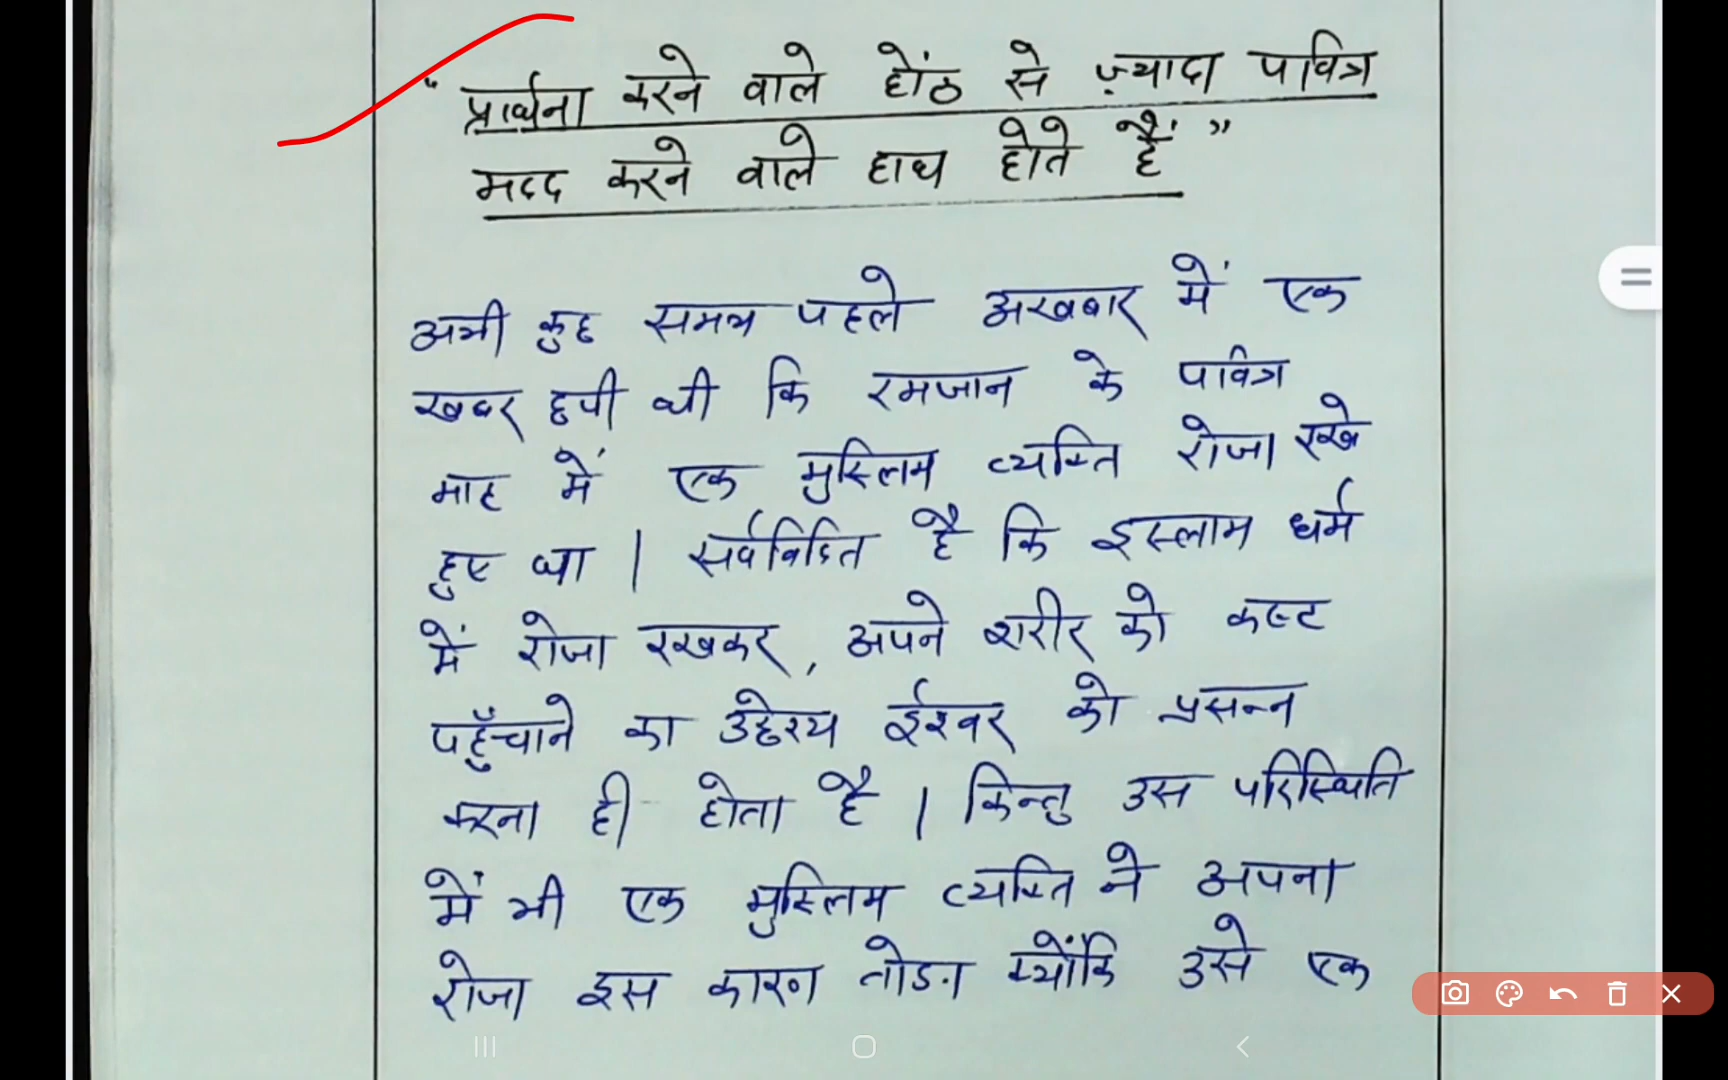 “ प्रार्थना करने वाले होंठ से ज़्यादा पवित्र
मदद करने वाले हाथ होते हैं ”
अभी कुछ समय पहले अखबार में एक
खबर छपी थी कि रमजान के पवित्र
माह में एक मुस्लिम व्यक्ति रोजा रखे
हुए था । सर्वविदित है कि इस्लाम धर्म
में रोजा रखकर, अपने शरीर को कष्ट
पहुँचाने का उद्देश्य ईश्वर को प्रसन्न
करना ही होता है । किन्तु उस परिस्थिति
में भी एक मुस्लिम व्यक्ति ने अपना
रोजा इस कारण तोड़ा क्योंकि उसे एक